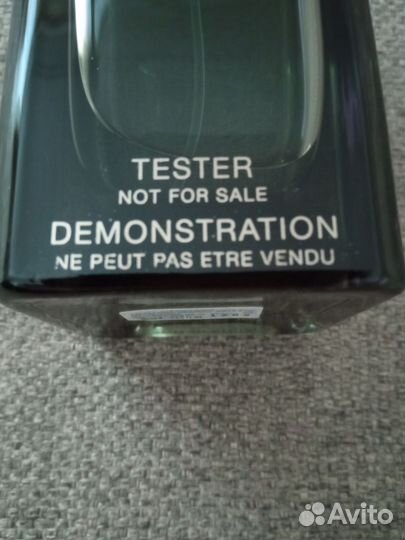 TESTER
NOT FOR SALE
DEMONSTRATION
NE PEUT PAS ETRE VENDU
Avito